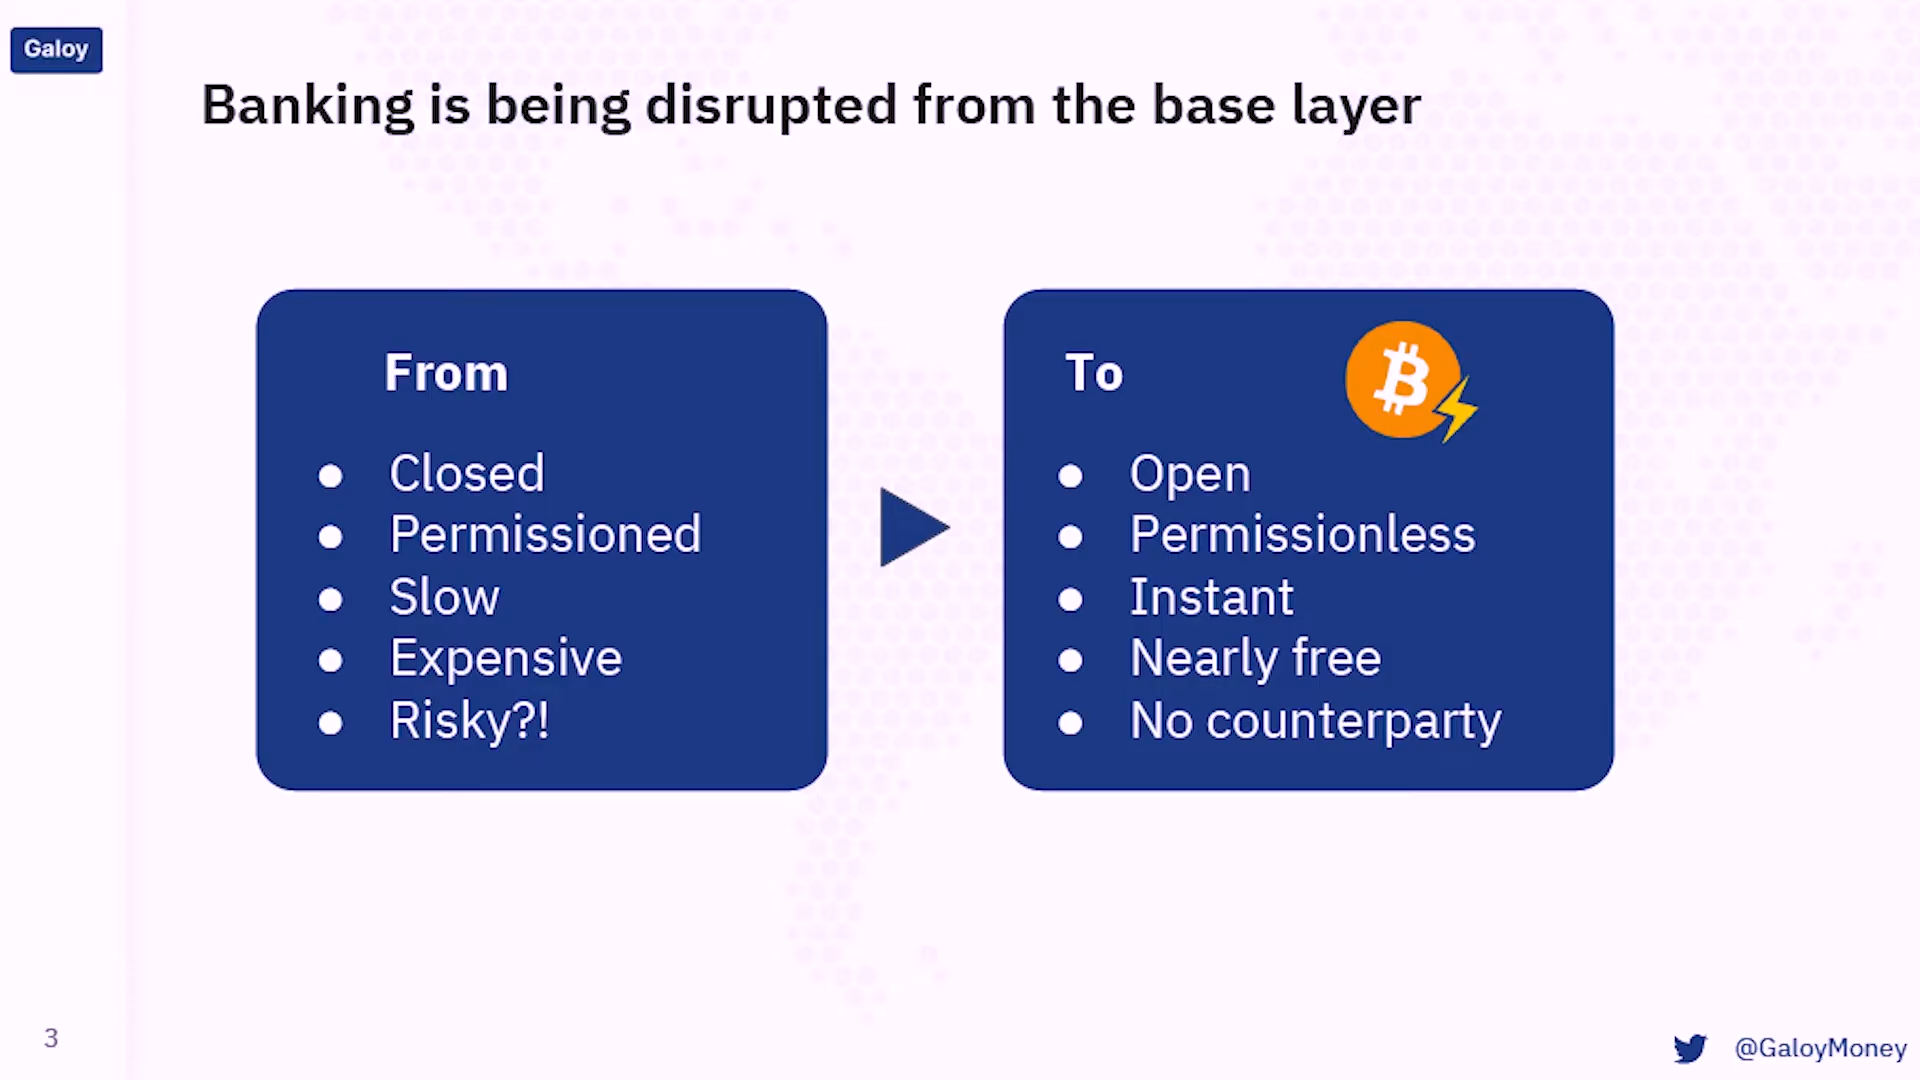 Galoy
Banking is being disrupted from the base layer
From
● Closed
● Permissioned
● Slow
● Expensive
● Risky?!
To
● Open
● Permissionless
● Instant
● Nearly free
● No counterparty
3
@GaloyMoney